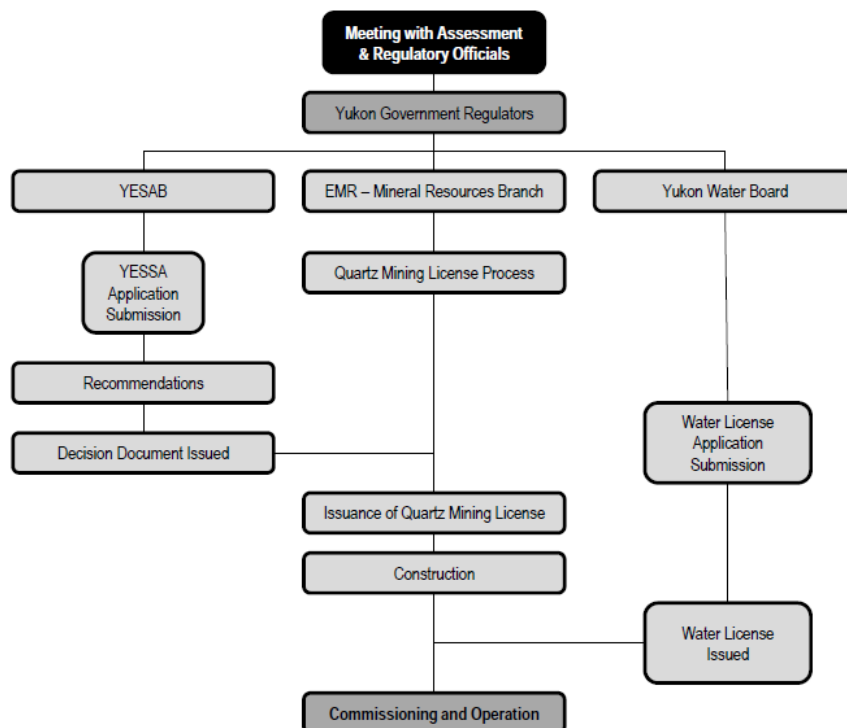 Meeting with Assessment
& Regulatory Officials
Yukon Government Regulators
YESAB
EMR – Mineral Resources Branch
Yukon Water Board
YESSA
Application
Submission
Quartz Mining License Process
Recommendations
Decision Document Issued
Water License
Application
Submission
Issuance of Quartz Mining License
Construction
Water License
Issued
Commissioning and Operation